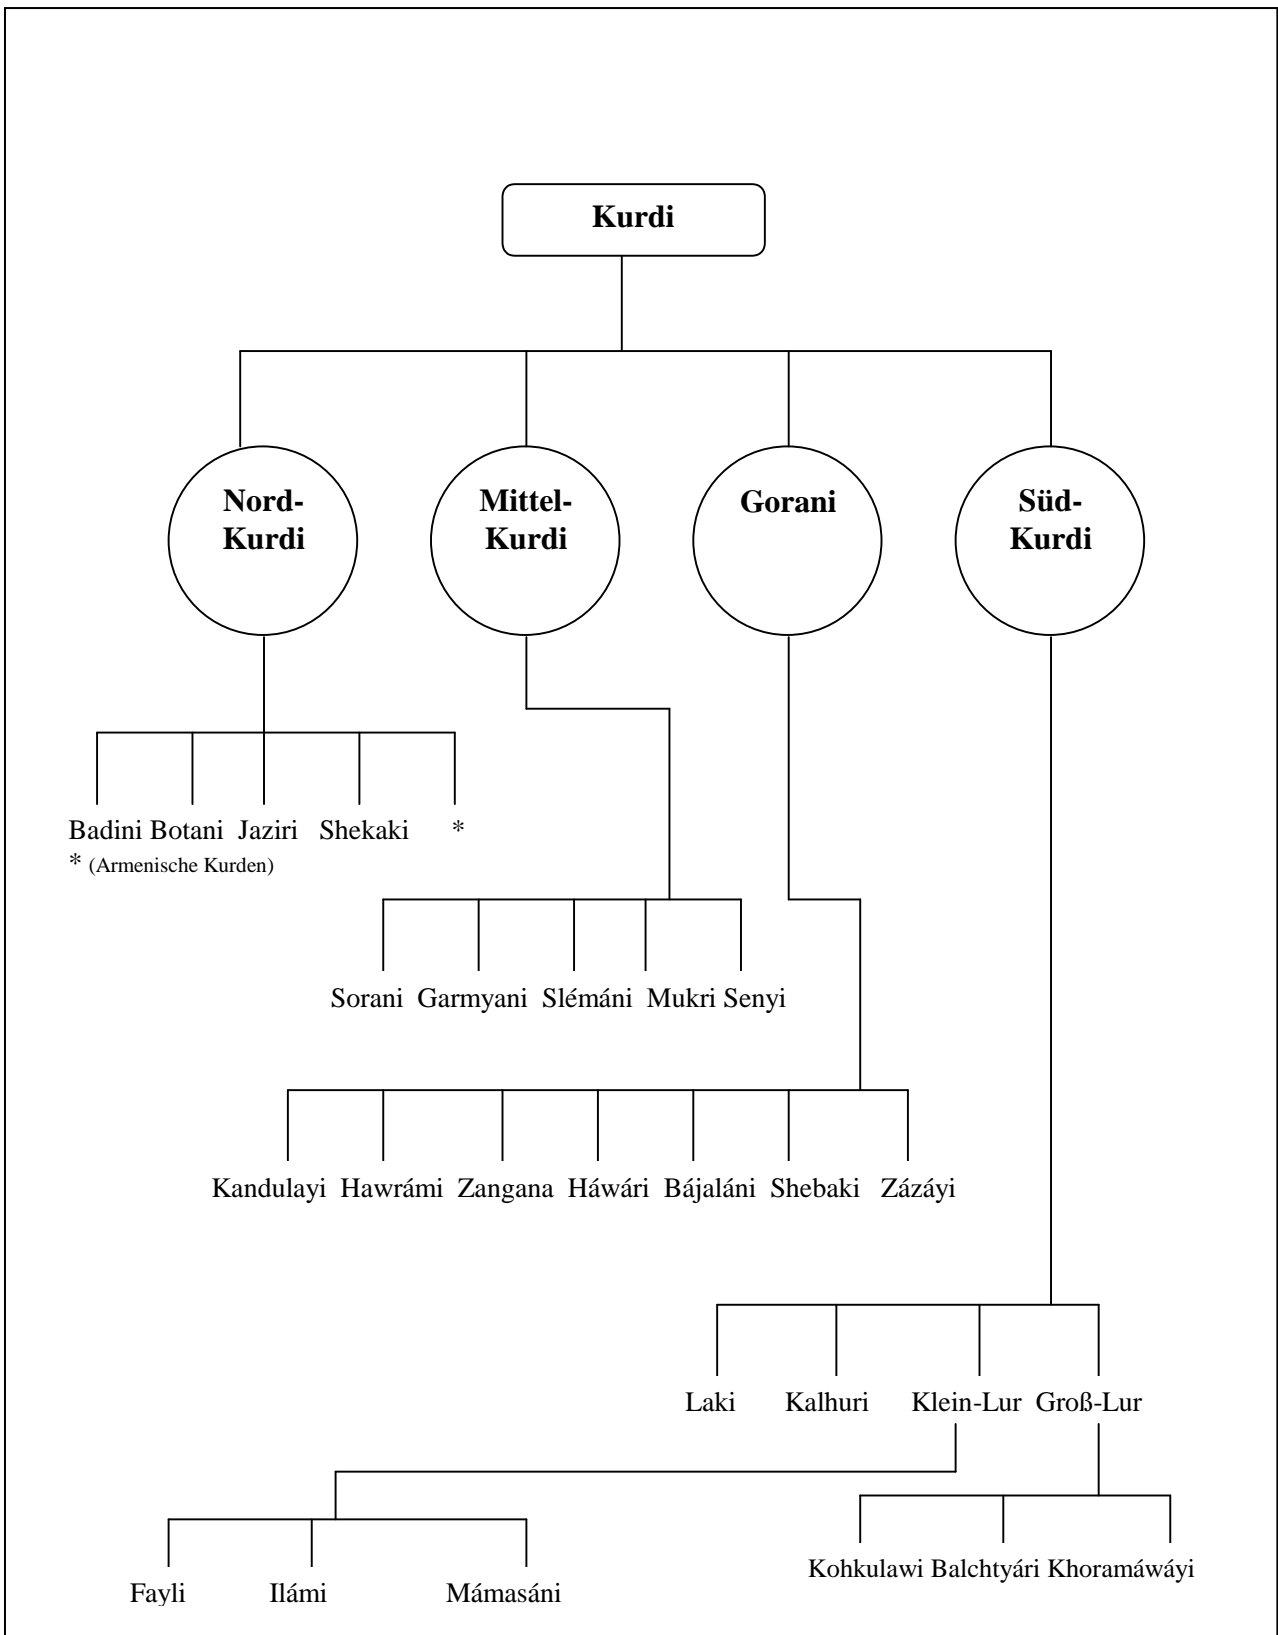 Kurdi
Nord-
Kurdi
Mittel-
Kurdi
Gorani
Süd-
Kurdi
Badini Botani Jaziri Shekaki *
* (Armenische Kurden)
Sorani Garmyani Slémáni Mukri Senyi
Kandulayi Hawrámi Zangana Háwári Bájaláni Shebaki Zázáyi
Laki Kalhuri Klein-Lur Groß-Lur
Kohkulawi Balchtyári Khoramáwáyi
Fayli Ilámi Mámasáni